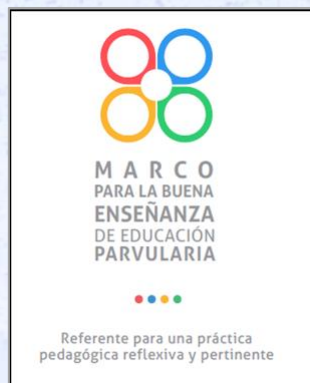 MARCO
PARA LA BUENA
ENSEÑANZA
DE EDUCACIÓN
PARVULARIA
Referente para una práctica
pedagógica reflexiva y pertinente